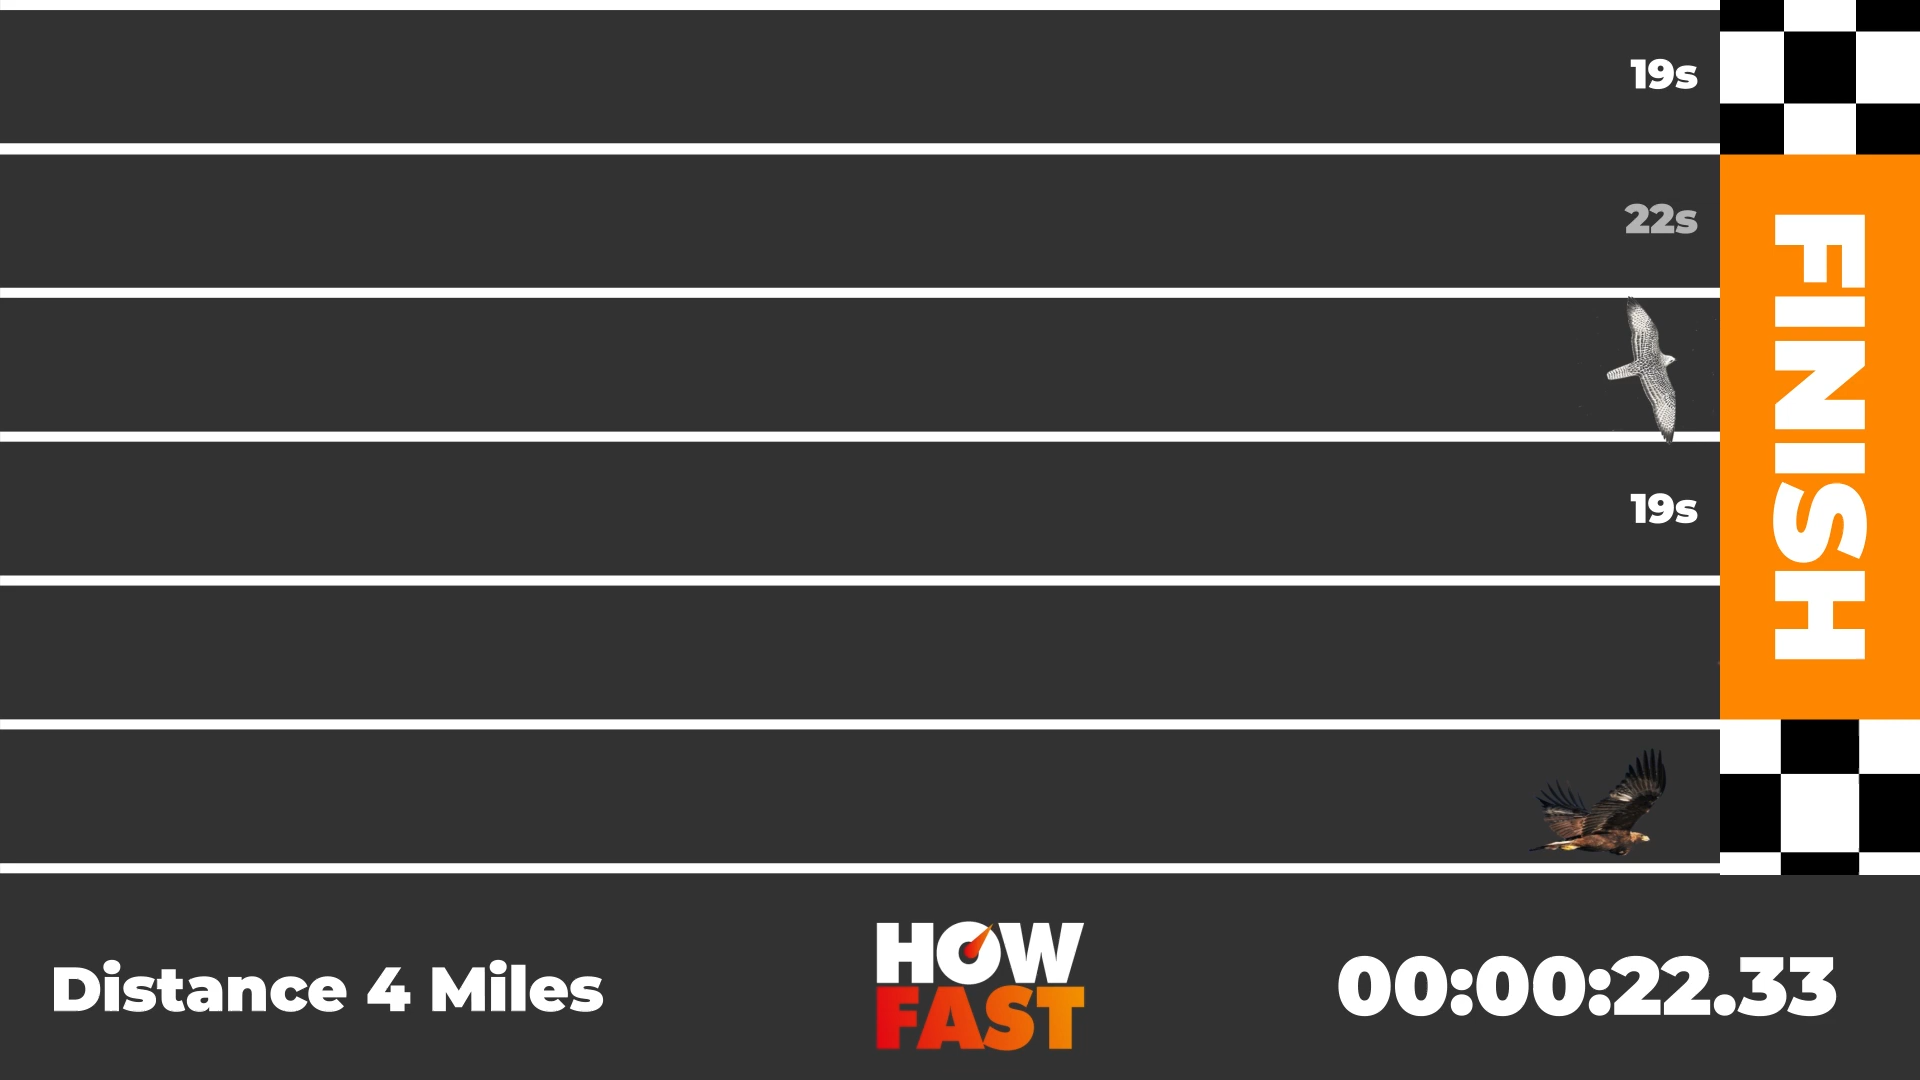 19s
22s
19s
FINISH
Distance 4 Miles
HOW
FAST
00:00:22.33